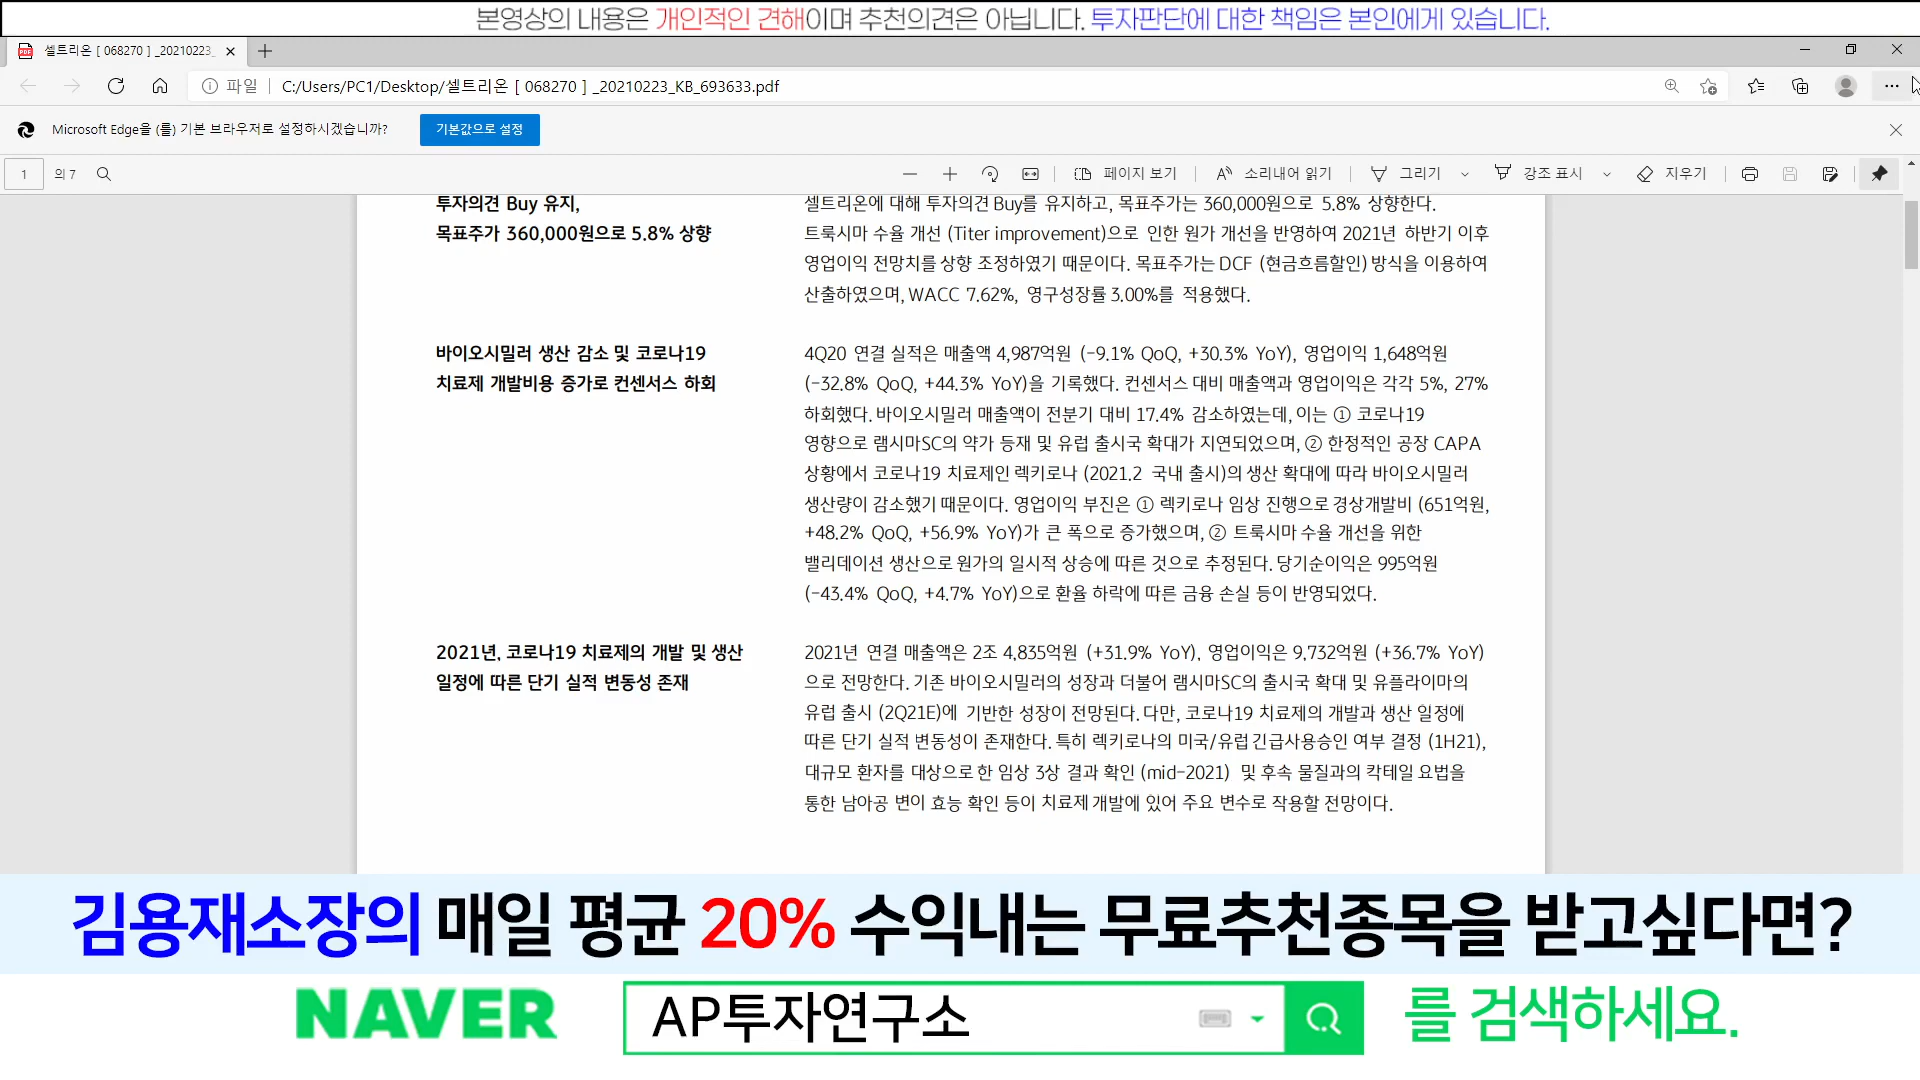 본영상의 내용은 개인적인 견해이며 추천의견은 아닙니다. 투자판단에 대한 책임은 본인에게 있습니다.
셀트리온 [ 068270 ] _20210223_
파일 C:/Users/PC1/Desktop/셀트리온 [ 068270 ] _20210223_KB_693633.pdf
Microsoft Edge을 (를) 기본 브라우저로 설정하시겠습니까? 기본값으로 설정
1 의 7 페이지 보기 소리내어 읽기 그리기 강조 표시 지우기
투자의견 Buy 유지,
목표주가 360,000원으로 5.8% 상향
셀트리온에 대해 투자의견 Buy를 유지하고, 목표주가는 360,000원으로 5.8% 상향한다.
트룩시마 수율 개선 (Titer improvement)으로 인한 원가 개선을 반영하여 2021년 하반기 이후
영업이익 전망치를 상향 조정하였기 때문이다. 목표주가는 DCF (현금흐름할인) 방식을 이용하여
산출하였으며, WACC 7.62%, 영구성장률 3.00%를 적용했다.
바이오시밀러 생산 감소 및 코로나19
치료제 개발비용 증가로 컨센서스 하회
4Q20 연결 실적은 매출액 4,987억원 (-9.1% QoQ, +30.3% YoY), 영업이익 1,648억원
(-32.8% QoQ, +44.3% YoY)을 기록했다. 컨센서스 대비 매출액과 영업이익은 각각 5%, 27%
하회했다. 바이오시밀러 매출액이 전분기 대비 17.4% 감소하였는데, 이는 ① 코로나19
영향으로 램시마SC의 약가 등재 및 유럽 출시국 확대가 지연되었으며, ② 한정적인 공장 CAPA
상황에서 코로나19 치료제인 렉키로나 (2021.2 국내 출시)의 생산 확대에 따라 바이오시밀러
생산량이 감소했기 때문이다. 영업이익 부진은 ① 렉키로나 임상 진행으로 경상개발비 (651억원,
+48.2% QoQ, +56.9% YoY)가 큰 폭으로 증가했으며, ② 트룩시마 수율 개선을 위한
밸리데이션 생산으로 원가의 일시적 상승에 따른 것으로 추정된다. 당기순이익은 995억원
(-43.4% QoQ, +4.7% YoY)으로 환율 하락에 따른 금융 손실 등이 반영되었다.
2021년, 코로나19 치료제의 개발 및 생산
일정에 따른 단기 실적 변동성 존재
2021년 연결 매출액은 2조 4,835억원 (+31.9% YoY), 영업이익은 9,732억원 (+36.7% YoY)
으로 전망한다. 기존 바이오시밀러의 성장과 더불어 램시마SC의 출시국 확대 및 유플라이마의
유럽 출시 (2Q21E)에 기반한 성장이 전망된다. 다만, 코로나19 치료제의 개발과 생산 일정에
따른 단기 실적 변동성이 존재한다. 특히 렉키로나의 미국/유럽 긴급사용승인 여부 결정 (1H21),
대규모 환자를 대상으로 한 임상 3상 결과 확인 (mid-2021) 및 후속 물질과의 칵테일 요법을
통한 남아공 변이 효능 확인 등이 치료제 개발에 있어 주요 변수로 작용할 전망이다.
김용재소장의 매일 평균 20% 수익내는 무료추천종목을 받고싶다면?
NAVER AP투자연구소 를 검색하세요.